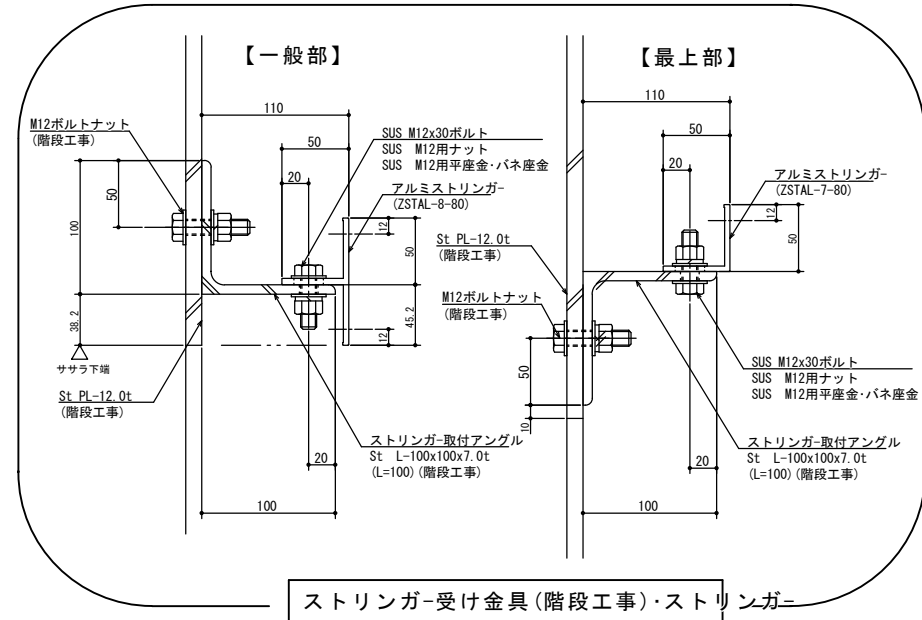 【一般部】
110
M12ボルトナット
(階段工事)
50
20
SUS M12x30ボルト
SUS M12用ナット
SUS M12用平座金･バネ座金
アルミストリンガｰ
(ZSTAL-8-80)
50
100
12
50
38.2
45.2
12
ササラ下端
St PL-12.0t
(階段工事)
ストリンガｰ取付アングル
St L-100x100x7.0t
(L=100)(階段工事)
20
100
【最上部】
110
50
20
アルミストリンガｰ
(ZSTAL-7-80)
12
50
St PL-12.0t
(階段工事)
M12ボルトナット
(階段工事)
50
10
SUS M12x30ボルト
SUS M12用ナット
SUS M12用平座金･バネ座金
ストリンガｰ取付アングル
St L-100x100x7.0t
(L=100)(階段工事)
20
100
ストリンガｰ受け金具(階段工事)･ストリンガｰ